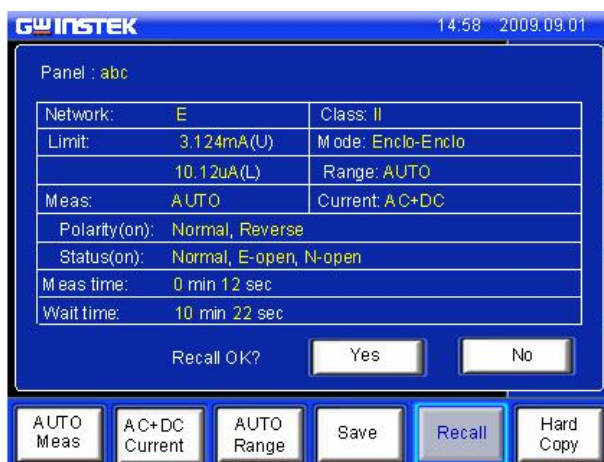 GWINSTEK 14:58 2009.09.01
Panel : abc
Network: E Class: II
Limit: 3.124mA(U) Mode: Enclo-Enclo
10.12uA(L) Range: AUTO
Meas: AUTO Current: AC+DC
Polarity(on): Normal, Reverse
Status(on): Normal, E-open, N-open
Meas time: 0 min 12 sec
Wait time: 10 min 22 sec
Recall OK? Yes No
AUTO Meas
AC+DC Current
AUTO Range
Save
Recall
Hard Copy